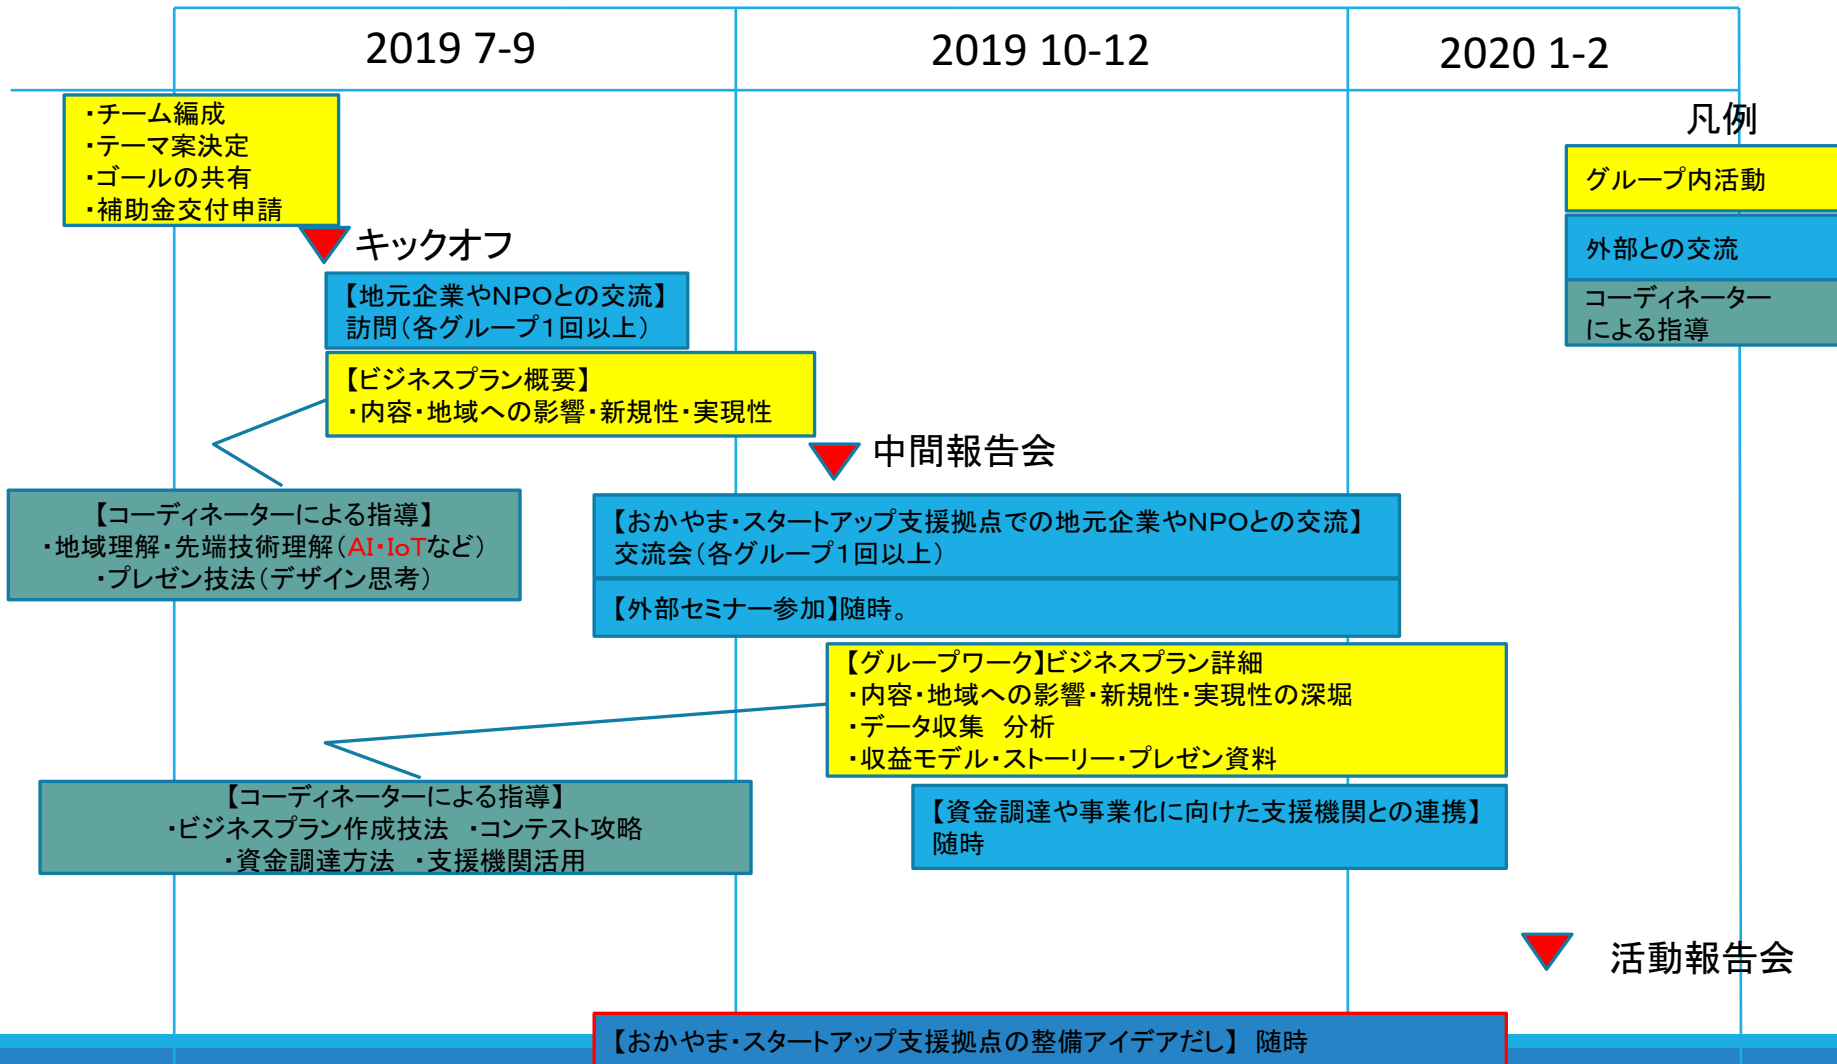 2019 7-9
2019 10-12
2020 1-2
・チーム編成
・テーマ案決定
・ゴールの共有
・補助金交付申請
凡例
グループ内活動
外部との交流
コーディネーター
による指導
キックオフ
【地元企業やNPOとの交流】
訪問(各グループ1回以上)
【ビジネスプラン概要】
・内容・地域への影響・新規性・実現性
中間報告会
【コーディネーターによる指導】
・地域理解・先端技術理解(AI・IoTなど)
・プレゼン技法(デザイン思考)
【おかやま・スタートアップ支援拠点での地元企業やNPOとの交流】
交流会(各グループ1回以上)
【外部セミナー参加】随時。
【グループワーク】ビジネスプラン詳細
・内容・地域への影響・新規性・実現性の深堀
・データ収集　分析
・収益モデル・ストーリー・プレゼン資料
【コーディネーターによる指導】
・ビジネスプラン作成技法　・コンテスト攻略
・資金調達方法　・支援機関活用
【資金調達や事業化に向けた支援機関との連携】
随時
活動報告会
【おかやま・スタートアップ支援拠点の整備アイデアだし】 随時